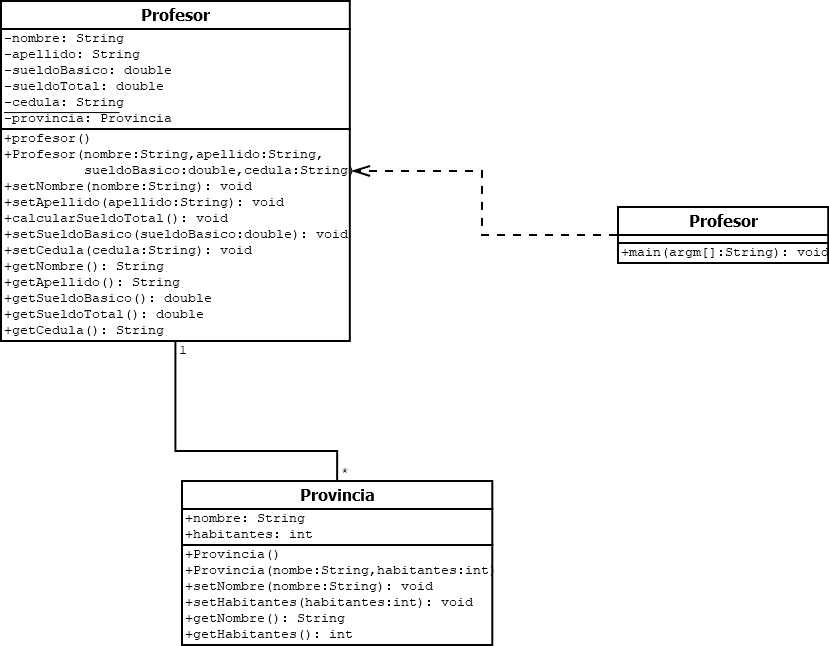 Profesor
-nombre: String
-apellido: String
-sueldoBasico: double
-sueldoTotal: double
-cedula: String
-provincia: Provincia
+profesor()
+Profesor(nombre:String,apellido:String,
sueldoBasico:double,cedula:String)
+setNombre(nombre:String): void
+setApellido(apellido:String): void
+calcularSueldoTotal(): void
+setSueldoBasico(sueldoBasico:double): void
+setCedula(cedula:String): void
+getNombre(): String
+getApellido(): String
+getSueldoBasico(): double
+getSueldoTotal(): double
+getCedula(): String
Profesor
+main(argm[]:String): void
1
*
Provincia
+nombre: String
+habitantes: int
+Provincia()
+Provincia(nombe:String,habitantes:int)
+setNombre(nombre:String): void
+setHabitantes(habitantes:int): void
+getNombre(): String
+getHabitantes(): int